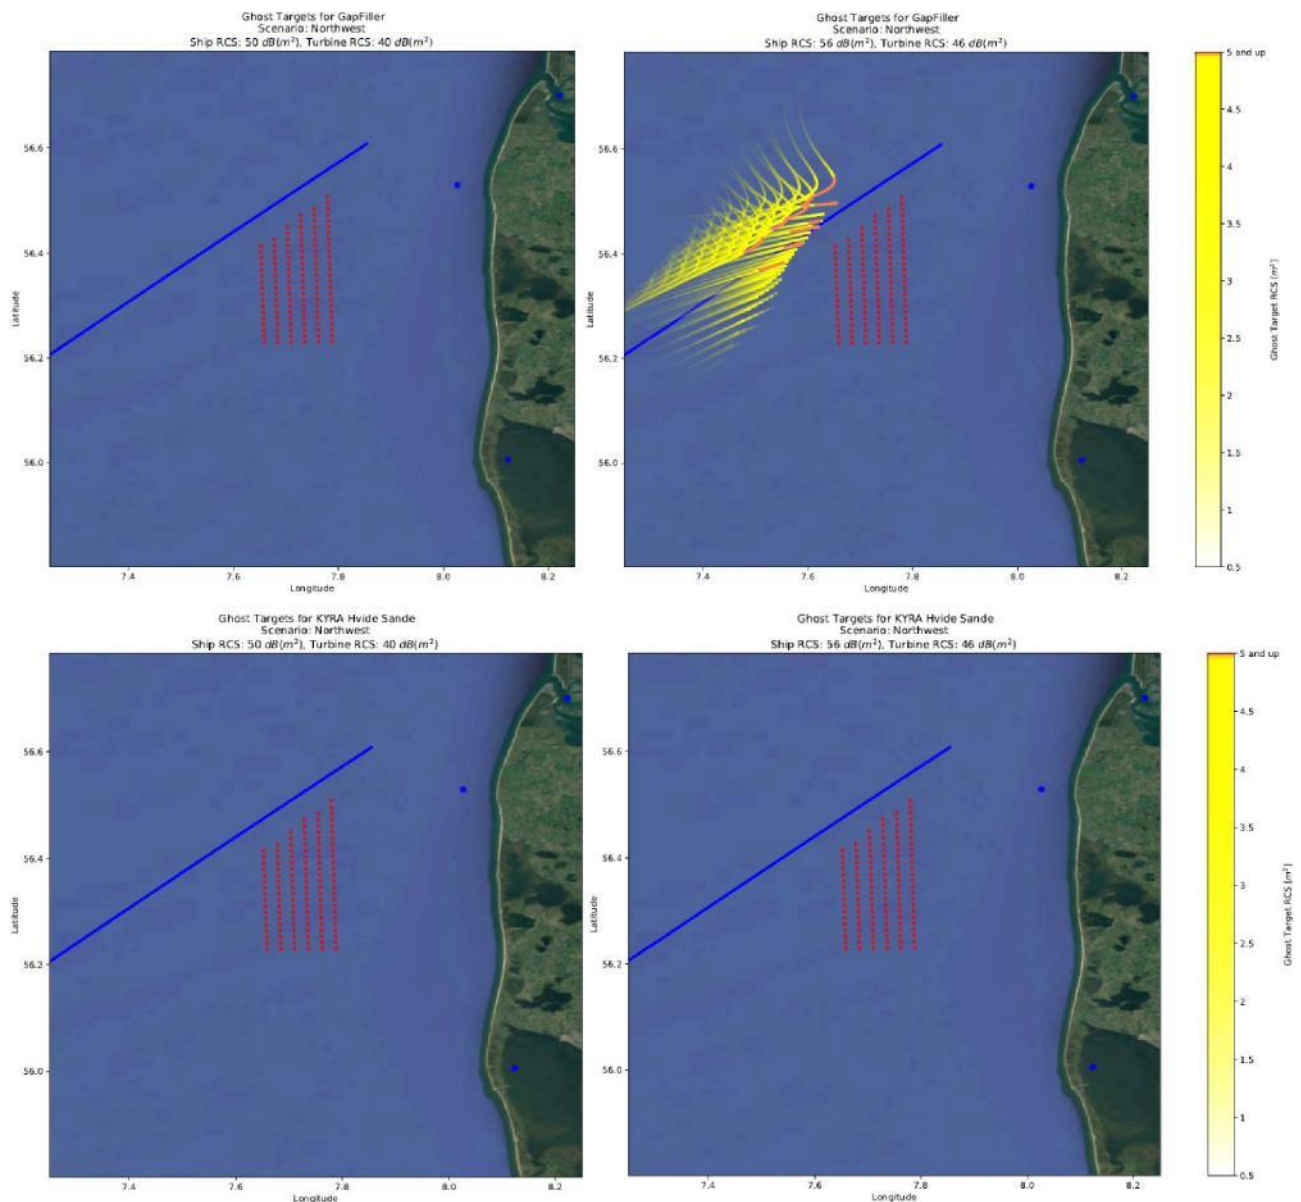 Ghost Targets for GapFiller
Scenario: Northwest
Ship RCS: 50 dB(m²), Turbine RCS: 40 dB(m²)
56.6
56.4
56.2
56.0
Latitude
7.4
7.6
7.8
8.0
8.2
Longitude
Ghost Targets for GapFiller
Scenario: Northwest
Ship RCS: 56 dB(m²), Turbine RCS: 46 dB(m²)
56.6
56.4
56.2
56.0
Latitude
7.4
7.6
7.8
8.0
8.2
Longitude
5 and up
4.5
4
3.5
3
2.5
2
1.5
1
0.5
Ghost Target RCS [m²]
Ghost Targets for KYRA Hvide Sande
Scenario: Northwest
Ship RCS: 50 dB(m²), Turbine RCS: 40 dB(m²)
56.6
56.4
56.2
56.0
Latitude
7.4
7.6
7.8
8.0
8.2
Longitude
Ghost Targets for KYRA Hvide Sande
Scenario: Northwest
Ship RCS: 56 dB(m²), Turbine RCS: 46 dB(m²)
56.6
56.4
56.2
56.0
Latitude
7.4
7.6
7.8
8.0
8.2
Longitude
5 and up
4.5
4
3.5
3
2.5
2
1.5
1
0.5
Ghost Target RCS [m²]